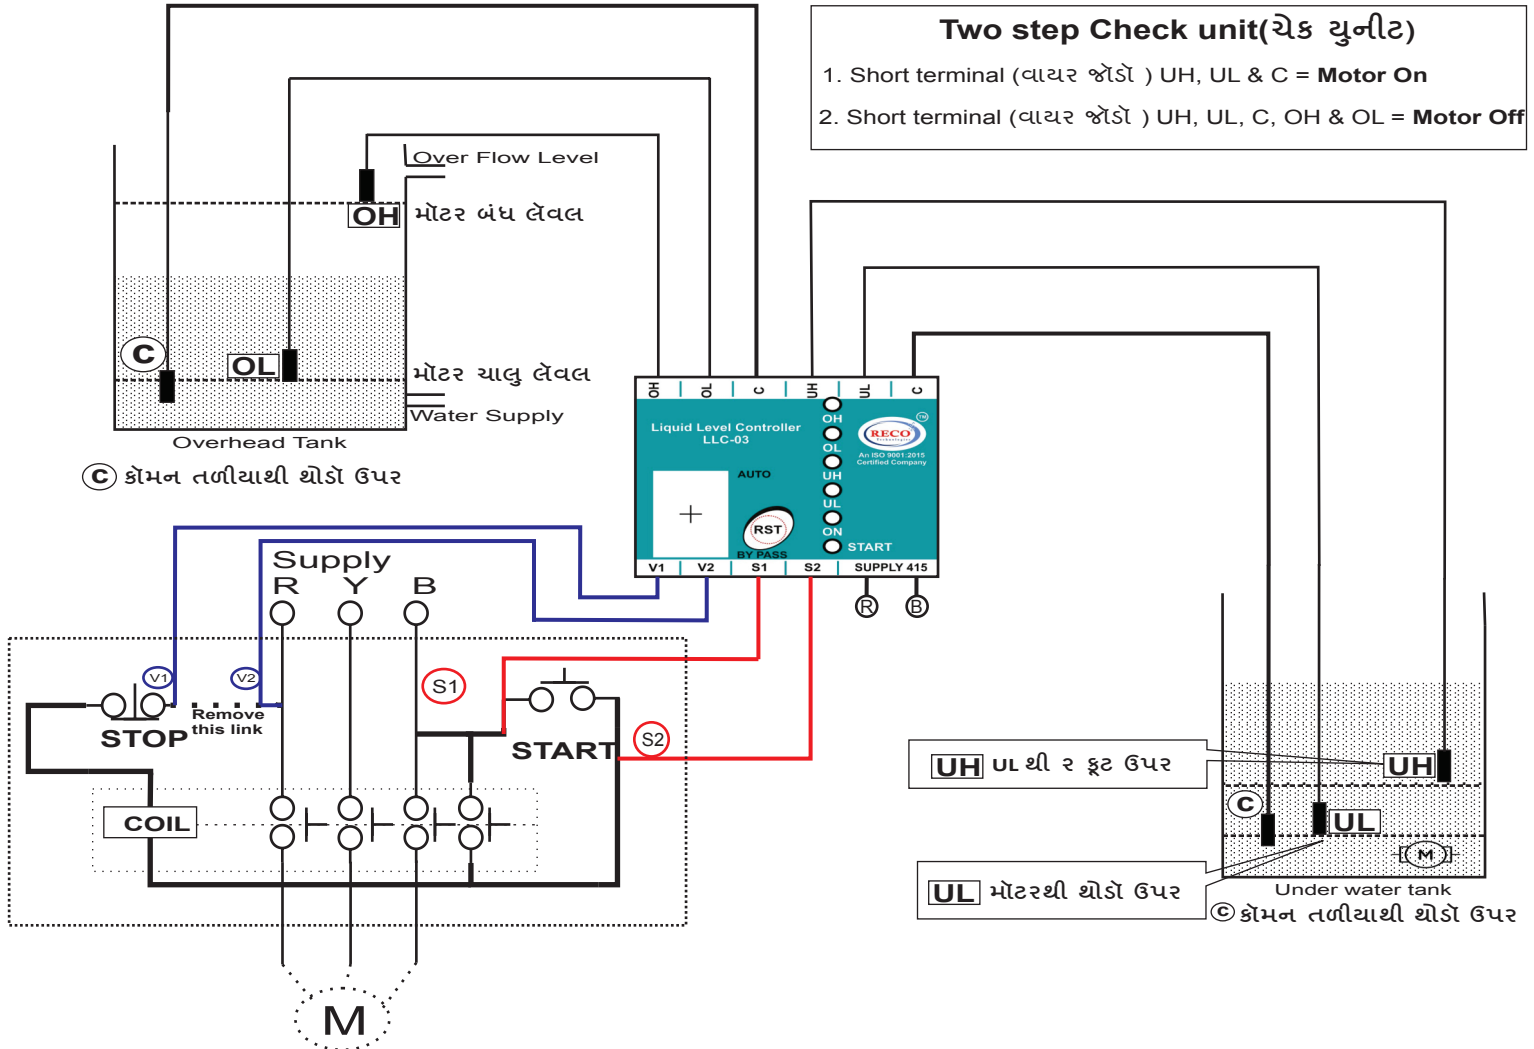 Two step Check unit(ચેક યુનીટ)
1. Short terminal (વાયર જૉડૉ ) UH, UL & C = Motor On
2. Short terminal (વાયર જૉડૉ ) UH, UL, C, OH & OL = Motor Off
Over Flow Level
OH મૉટર બંધ લૅવલ
C
OL
મૉટર ચાલુ લૅવલ
Water Supply
Overhead Tank
C કૉમન તળીયાથી થોડૉ ઉપર
OH OL C UH UL C
Liquid Level Controller
LLC-03
OH
OL
UH
UL
ON
START
RECO
Technologies
TM
An ISO 9001:2015
Certified Company
AUTO
RST
BY PASS
V1 V2 S1 S2 SUPPLY 415
R B
Supply
R Y B
V1 V2 S1
Remove
this link
STOP
START
S2
COIL
M
UH UL થી ૨ ફૂટ ઉપર
UH
C
UL
M
UL મૉટરથી થોડૉ ઉપર
Under water tank
C કૉમન તળીયાથી થોડૉ ઉપર